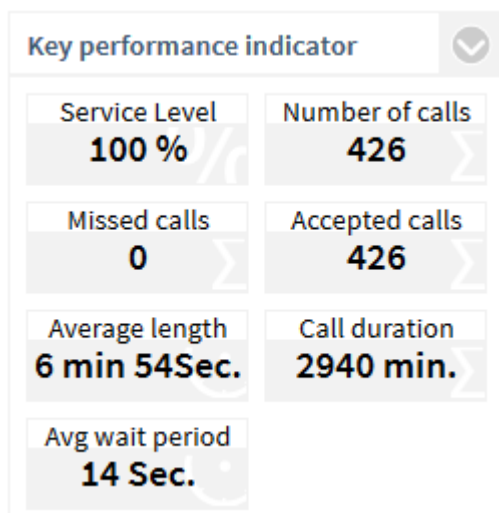 Key performance indicator
Service Level
100 %
Number of calls
426
Missed calls
0
Accepted calls
426
Average length
6 min 54Sec.
Call duration
2940 min.
Avg wait period
14 Sec.